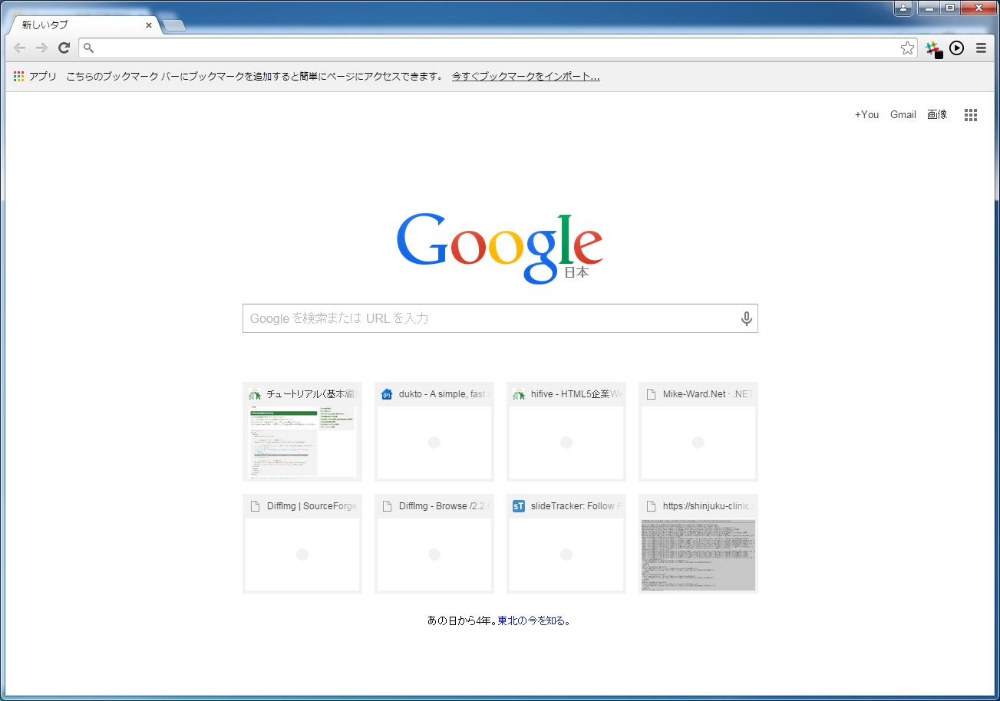 新しいタブ
アプリ こちらのブックマーク バーにブックマークを追加すると簡単にページにアクセスできます。 今すぐブックマークをインポート...
+You Gmail 画像
Google
日本
Google を検索または URL を入力
チュートリアル(基本編) dukto - A simple, fast hifive - HTML5企業We Mike-Ward.Net · .NET
DiffImg | SourceForge DiffImg - Browse /2.2. sT slideTracker: Follow https://shinjuku-clinic.
あの日から4年。東北の今を知る。